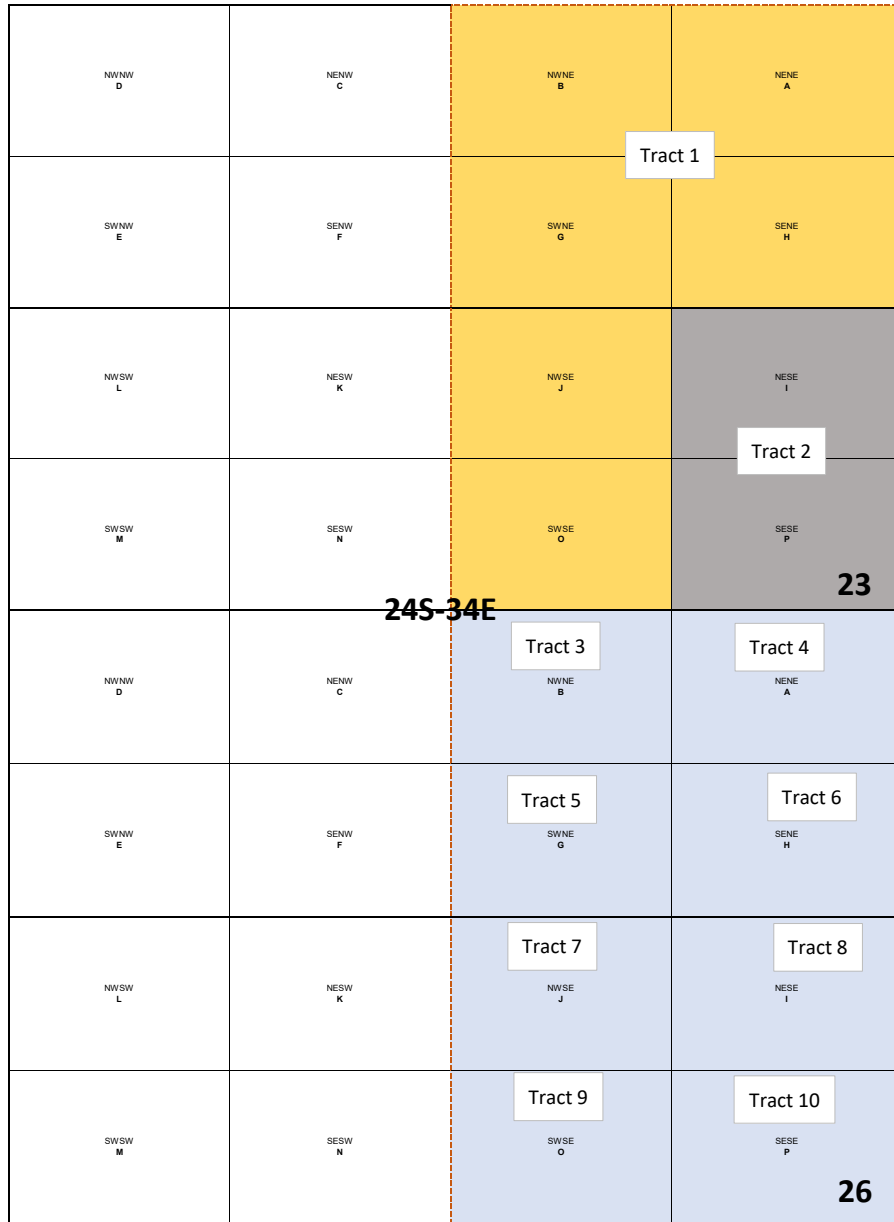 NWNW
D
NENW
C
NWNE
B
NENE
A
Tract 1
SWNW
E
SENW
F
SWNE
G
SENE
H
NWSW
L
NESW
K
NWSE
J
NESE
I
Tract 2
SWSW
M
SESW
N
SWSE
O
SESE
P
23
24S-34E
Tract 3
Tract 4
NWNW
D
NENW
C
NWNE
B
NENE
A
Tract 5
Tract 6
SWNW
E
SENW
F
SWNE
G
SENE
H
Tract 7
Tract 8
NWSW
L
NESW
K
NWSE
J
NESE
I
Tract 9
Tract 10
SWSW
M
SESW
N
SWSE
O
SESE
P
26